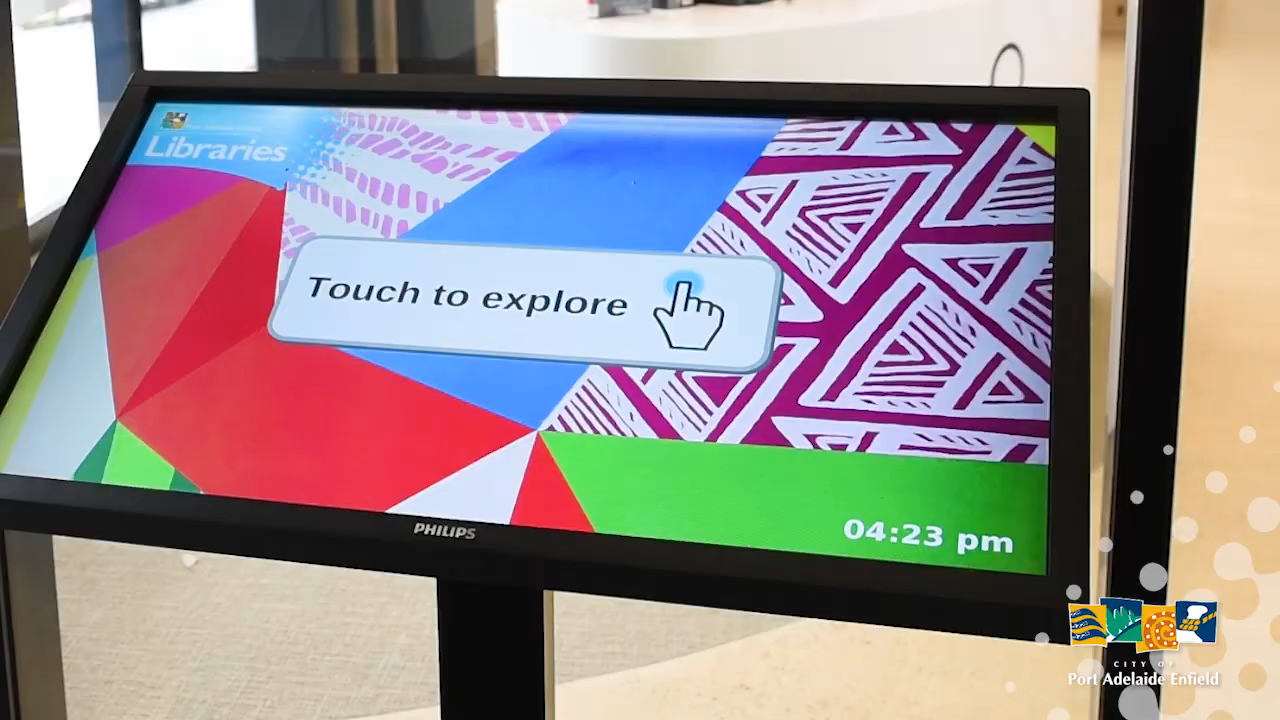 Libraries
Touch to explore
04:23 pm
PHILIPS
CITY OF
Port Adelaide Enfield